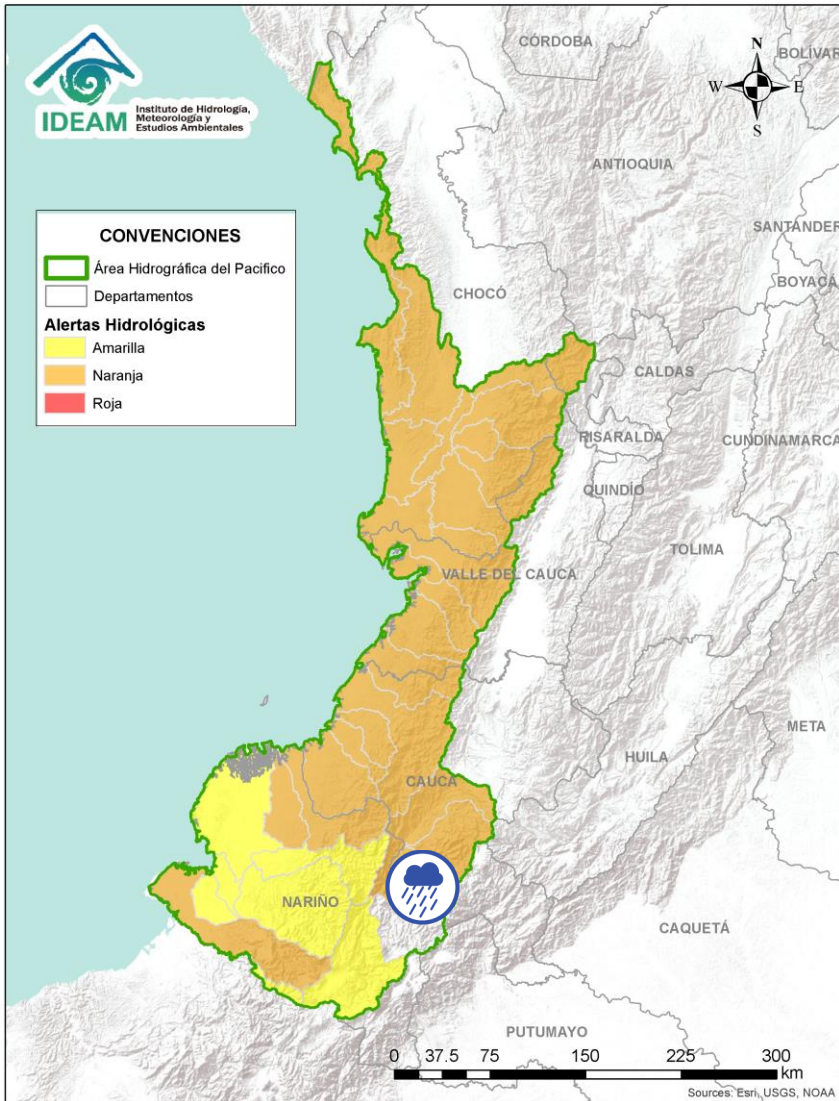 IDEAM
Instituto de Hidrología,
Meteorología y
Estudios Ambientales
CÓRDOBA
BOLÍVAR
N
W
E
S
ANTIOQUIA
SANTANDER
BOYACÁ
CONVENCIONES
Área Hidrográfica del Pacifico
Departamentos
Alertas Hidrológicas
Amarilla
Naranja
Roja
CHOCÓ
CALDAS
RISARALDA
CUNDINAMARCA
QUINDÍO
TOLIMA
VALLE DEL CAUCA
META
HUILA
CAUCA
NARIÑO
CAQUETÁ
PUTUMAYO
0 37.5 75 150 225 300
km
Sources: Esri, USGS, NOAA